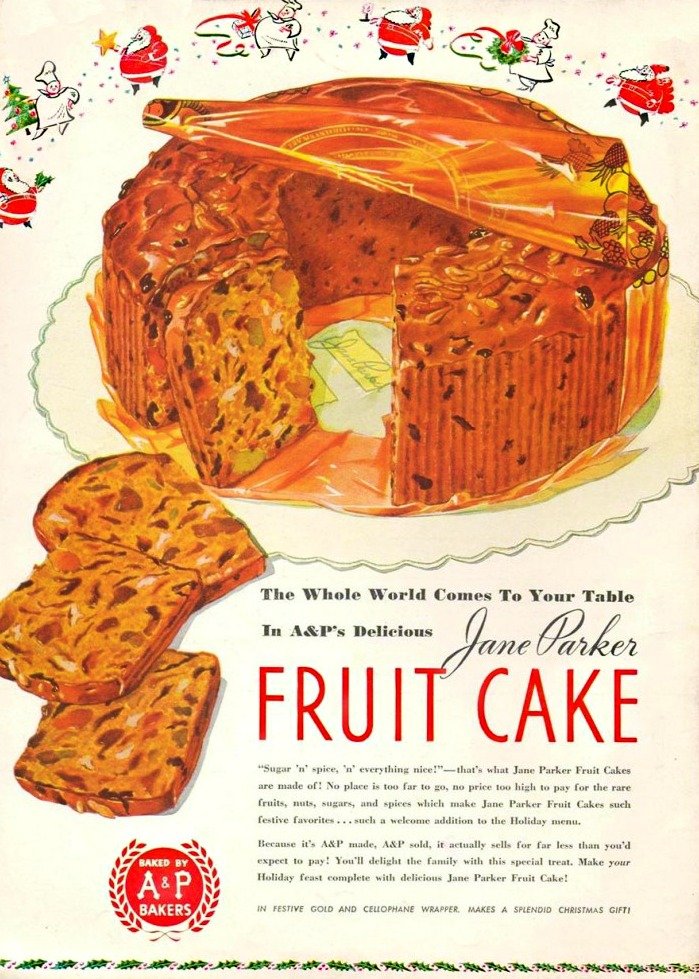 Jane Parker
The Whole World Comes To Your Table
In A&P's Delicious Jane Parker
FRUIT CAKE
"Sugar 'n' spice, 'n' everything nice!"—that's what Jane Parker Fruit Cakes
are made of! No place is too far to go, no price too high to pay for the rare
fruits, nuts, sugars, and spices which make Jane Parker Fruit Cakes such
festive favorites . . . such a welcome addition to the Holiday menu.
Because it's A&P made, A&P sold, it actually sells for far less than you'd
expect to pay! You'll delight the family with this special treat. Make your
Holiday feast complete with delicious Jane Parker Fruit Cake!
IN FESTIVE GOLD AND CELLOPHANE WRAPPER. MAKES A SPLENDID CHRISTMAS GIFT!
BAKED BY
A & P
BAKERS